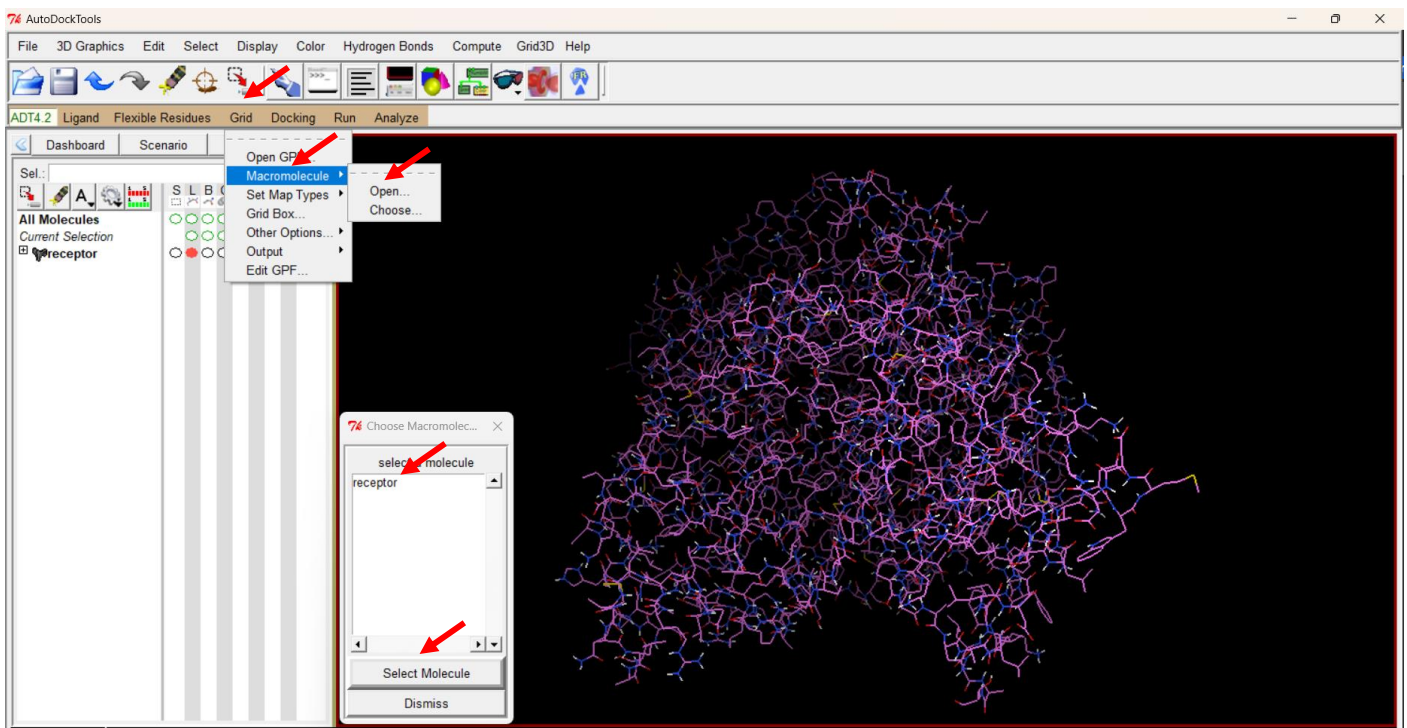 AutoDockTools
File 3D Graphics Edit Select Display Color Hydrogen Bonds Compute Grid3D Help
ADT4.2 Ligand Flexible Residues Grid Docking Run Analyze
Dashboard Scenario
Sel.:
S L B
All Molecules
Current Selection
receptor
Open
Macromolecule
Set Map Types
Grid Box...
Other Options...
Output
Edit GPF...
Open...
Choose...
Choose Macromolec...
molecule
receptor
Select Molecule
Dismiss